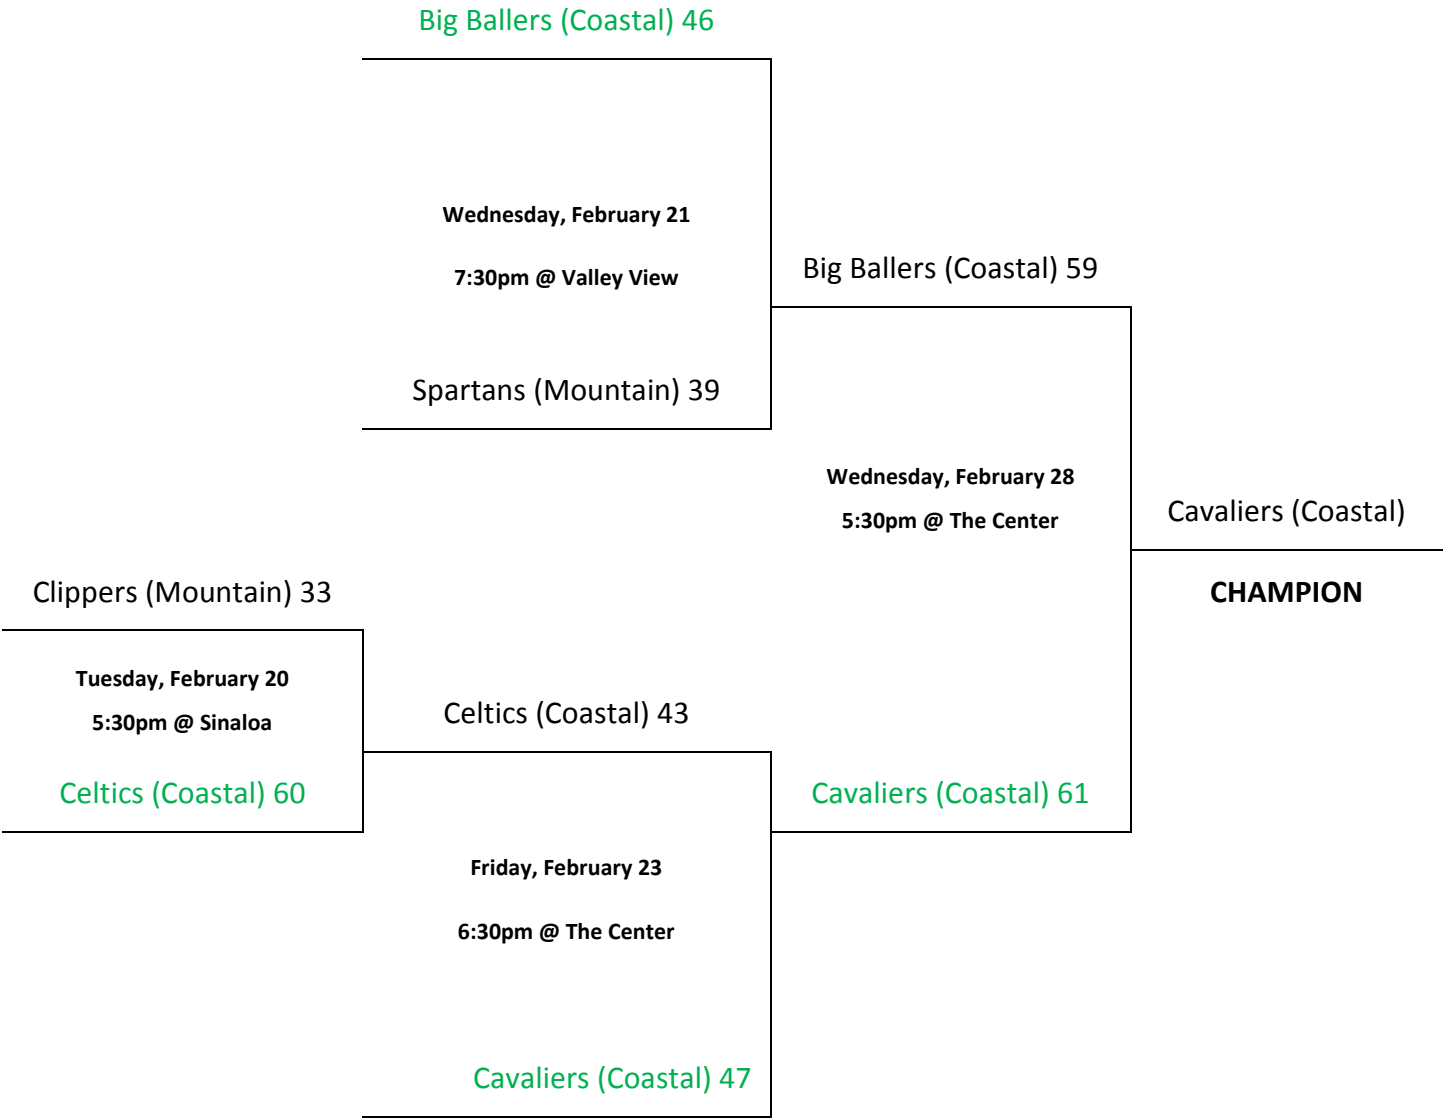 Big Ballers (Coastal) 46
Wednesday, February 21
7:30pm @ Valley View
Big Ballers (Coastal) 59
Spartans (Mountain) 39
Wednesday, February 28
5:30pm @ The Center
Cavaliers (Coastal)
CHAMPION
Clippers (Mountain) 33
Tuesday, February 20
5:30pm @ Sinaloa
Celtics (Coastal) 43
Celtics (Coastal) 60
Cavaliers (Coastal) 61
Friday, February 23
6:30pm @ The Center
Cavaliers (Coastal) 47